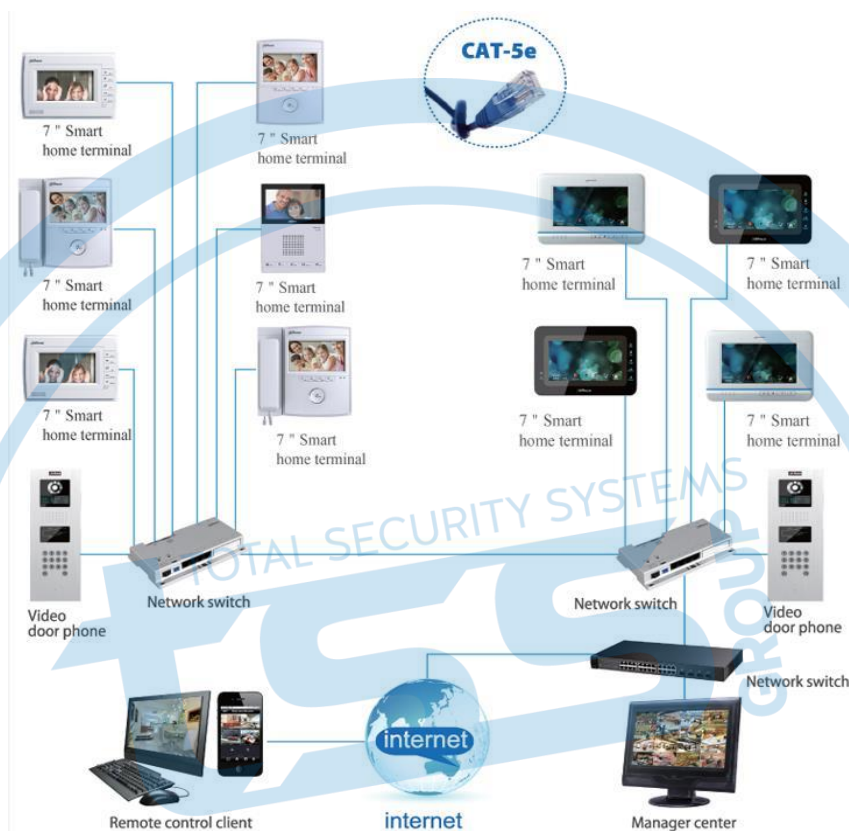 CAT-5e
7 " Smart
home terminal
7 " Smart
home terminal
7 " Smart
home terminal
7 " Smart
home terminal
7 " Smart
home terminal
7 " Smart
home terminal
7 " Smart
home terminal
7 " Smart
home terminal
7 " Smart
home terminal
7 " Smart
home terminal
TOTAL SECURITY SYSTEMS
tss
GROUP
Video
door phone
Network switch
Network switch
Video
door phone
Network switch
internet
Remote control client
internet
Manager center